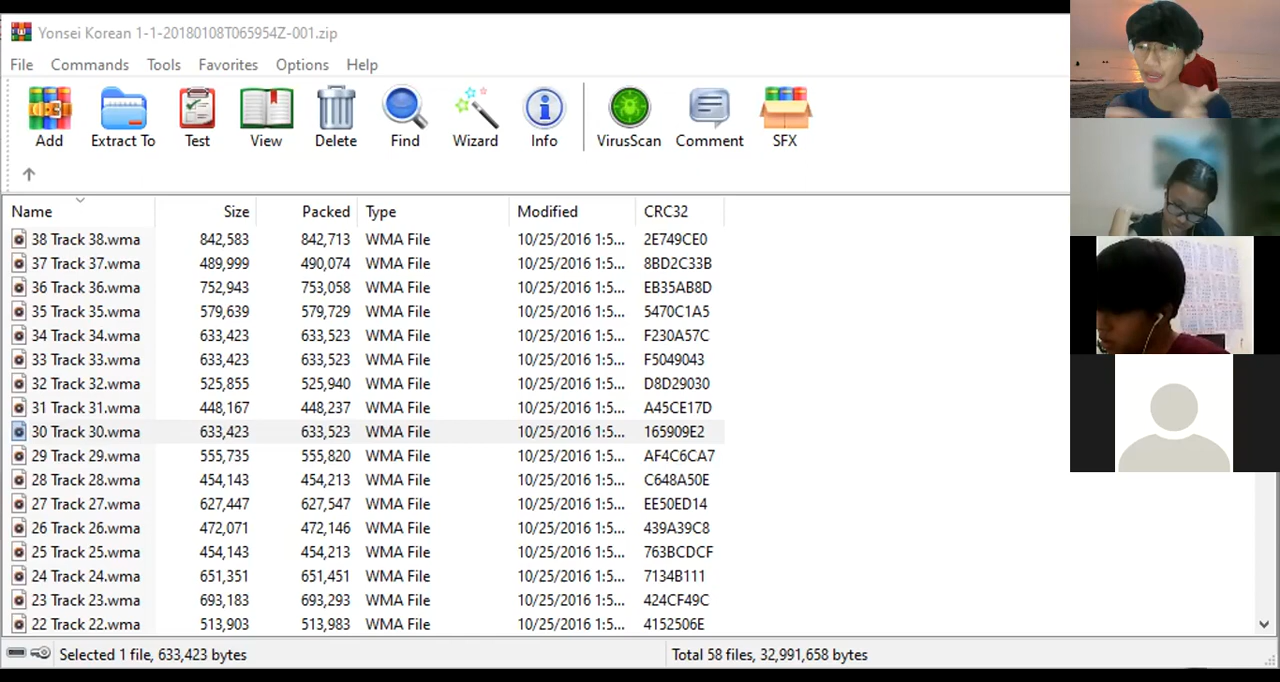 Yonsei Korean 1-1-20180108T065954Z-001.zip
File Commands Tools Favorites Options Help
Add Extract To Test View Delete Find Wizard Info VirusScan Comment SFX
Name Size Packed Type Modified CRC32
38 Track 38.wma 842,583 842,713 WMA File 10/25/2016 1:5... 2E749CE0
37 Track 37.wma 489,999 490,074 WMA File 10/25/2016 1:5... 8BD2C33B
36 Track 36.wma 752,943 753,058 WMA File 10/25/2016 1:5... EB35AB8D
35 Track 35.wma 579,639 579,729 WMA File 10/25/2016 1:5... 5470C1A5
34 Track 34.wma 633,423 633,523 WMA File 10/25/2016 1:5... F230A57C
33 Track 33.wma 633,423 633,523 WMA File 10/25/2016 1:5... F5049043
32 Track 32.wma 525,855 525,940 WMA File 10/25/2016 1:5... D8D29030
31 Track 31.wma 448,167 448,237 WMA File 10/25/2016 1:5... A45CE17D
30 Track 30.wma 633,423 633,523 WMA File 10/25/2016 1:5... 165909E2
29 Track 29.wma 555,735 555,820 WMA File 10/25/2016 1:5... AF4C6CA7
28 Track 28.wma 454,143 454,213 WMA File 10/25/2016 1:5... C648A50E
27 Track 27.wma 627,447 627,547 WMA File 10/25/2016 1:5... EE50ED14
26 Track 26.wma 472,071 472,146 WMA File 10/25/2016 1:5... 439A39C8
25 Track 25.wma 454,143 454,213 WMA File 10/25/2016 1:5... 763BCDCF
24 Track 24.wma 651,351 651,451 WMA File 10/25/2016 1:5... 7134B111
23 Track 23.wma 693,183 693,293 WMA File 10/25/2016 1:5... 424CF49C
22 Track 22.wma 513,903 513,983 WMA File 10/25/2016 1:5... 4152506E
Selected 1 file, 633,423 bytes Total 58 files, 32,991,658 bytes